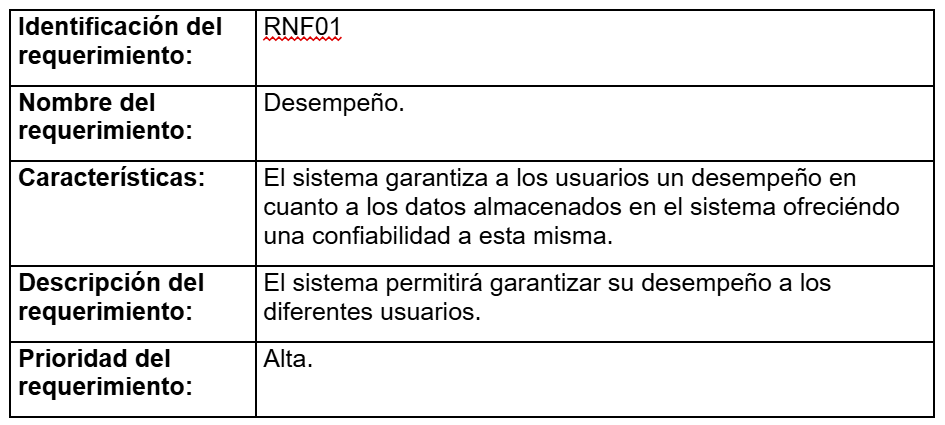 Identificación del
requerimiento:
RNF01
Nombre del
requerimiento:
Desempeño.
Características:
El sistema garantiza a los usuarios un desempeño en
cuanto a los datos almacenados en el sistema ofreciéndo
una confiabilidad a esta misma.
Descripción del
requerimiento:
El sistema permitirá garantizar su desempeño a los
diferentes usuarios.
Prioridad del
requerimiento:
Alta.